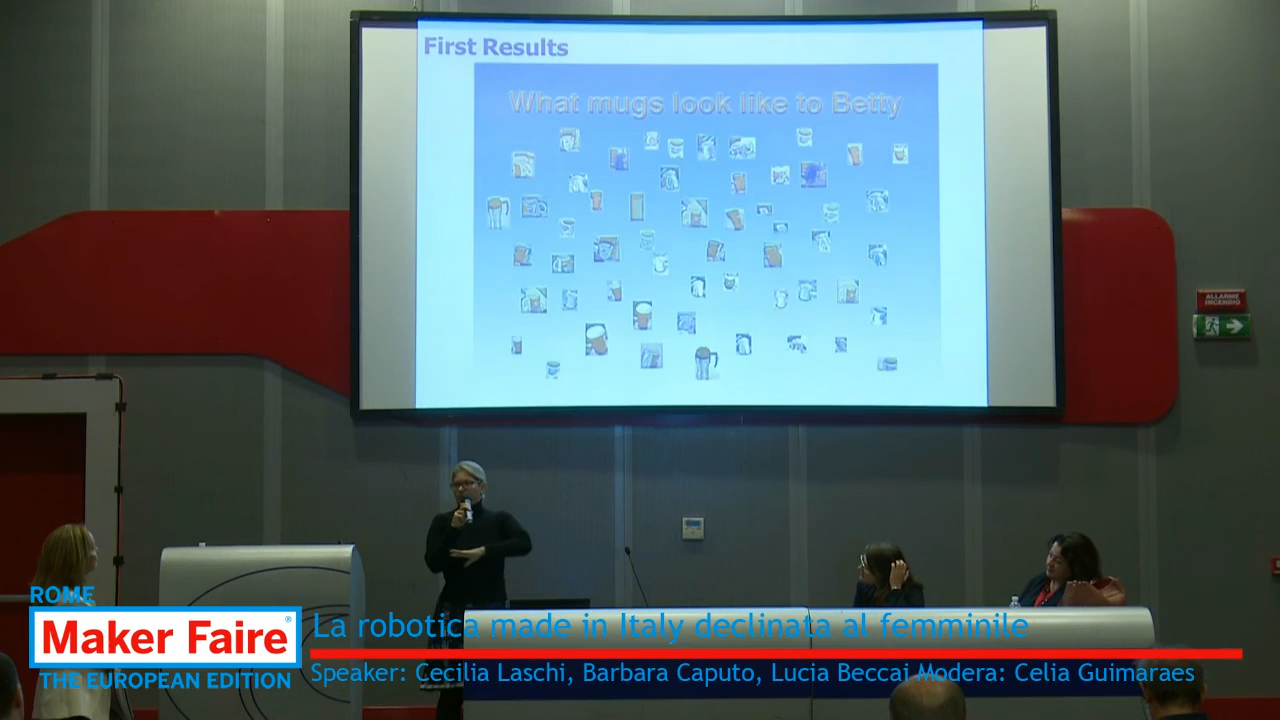 First Results
What mugs look like to Betty
ALLARME
INCENDIO
ROME
Maker Faire®
THE EUROPEAN EDITION
La robotica made in Italy declinata al femminile
Speaker: Cecilia Laschi, Barbara Caputo, Lucia Beccai Modera: Celia Guimaraes